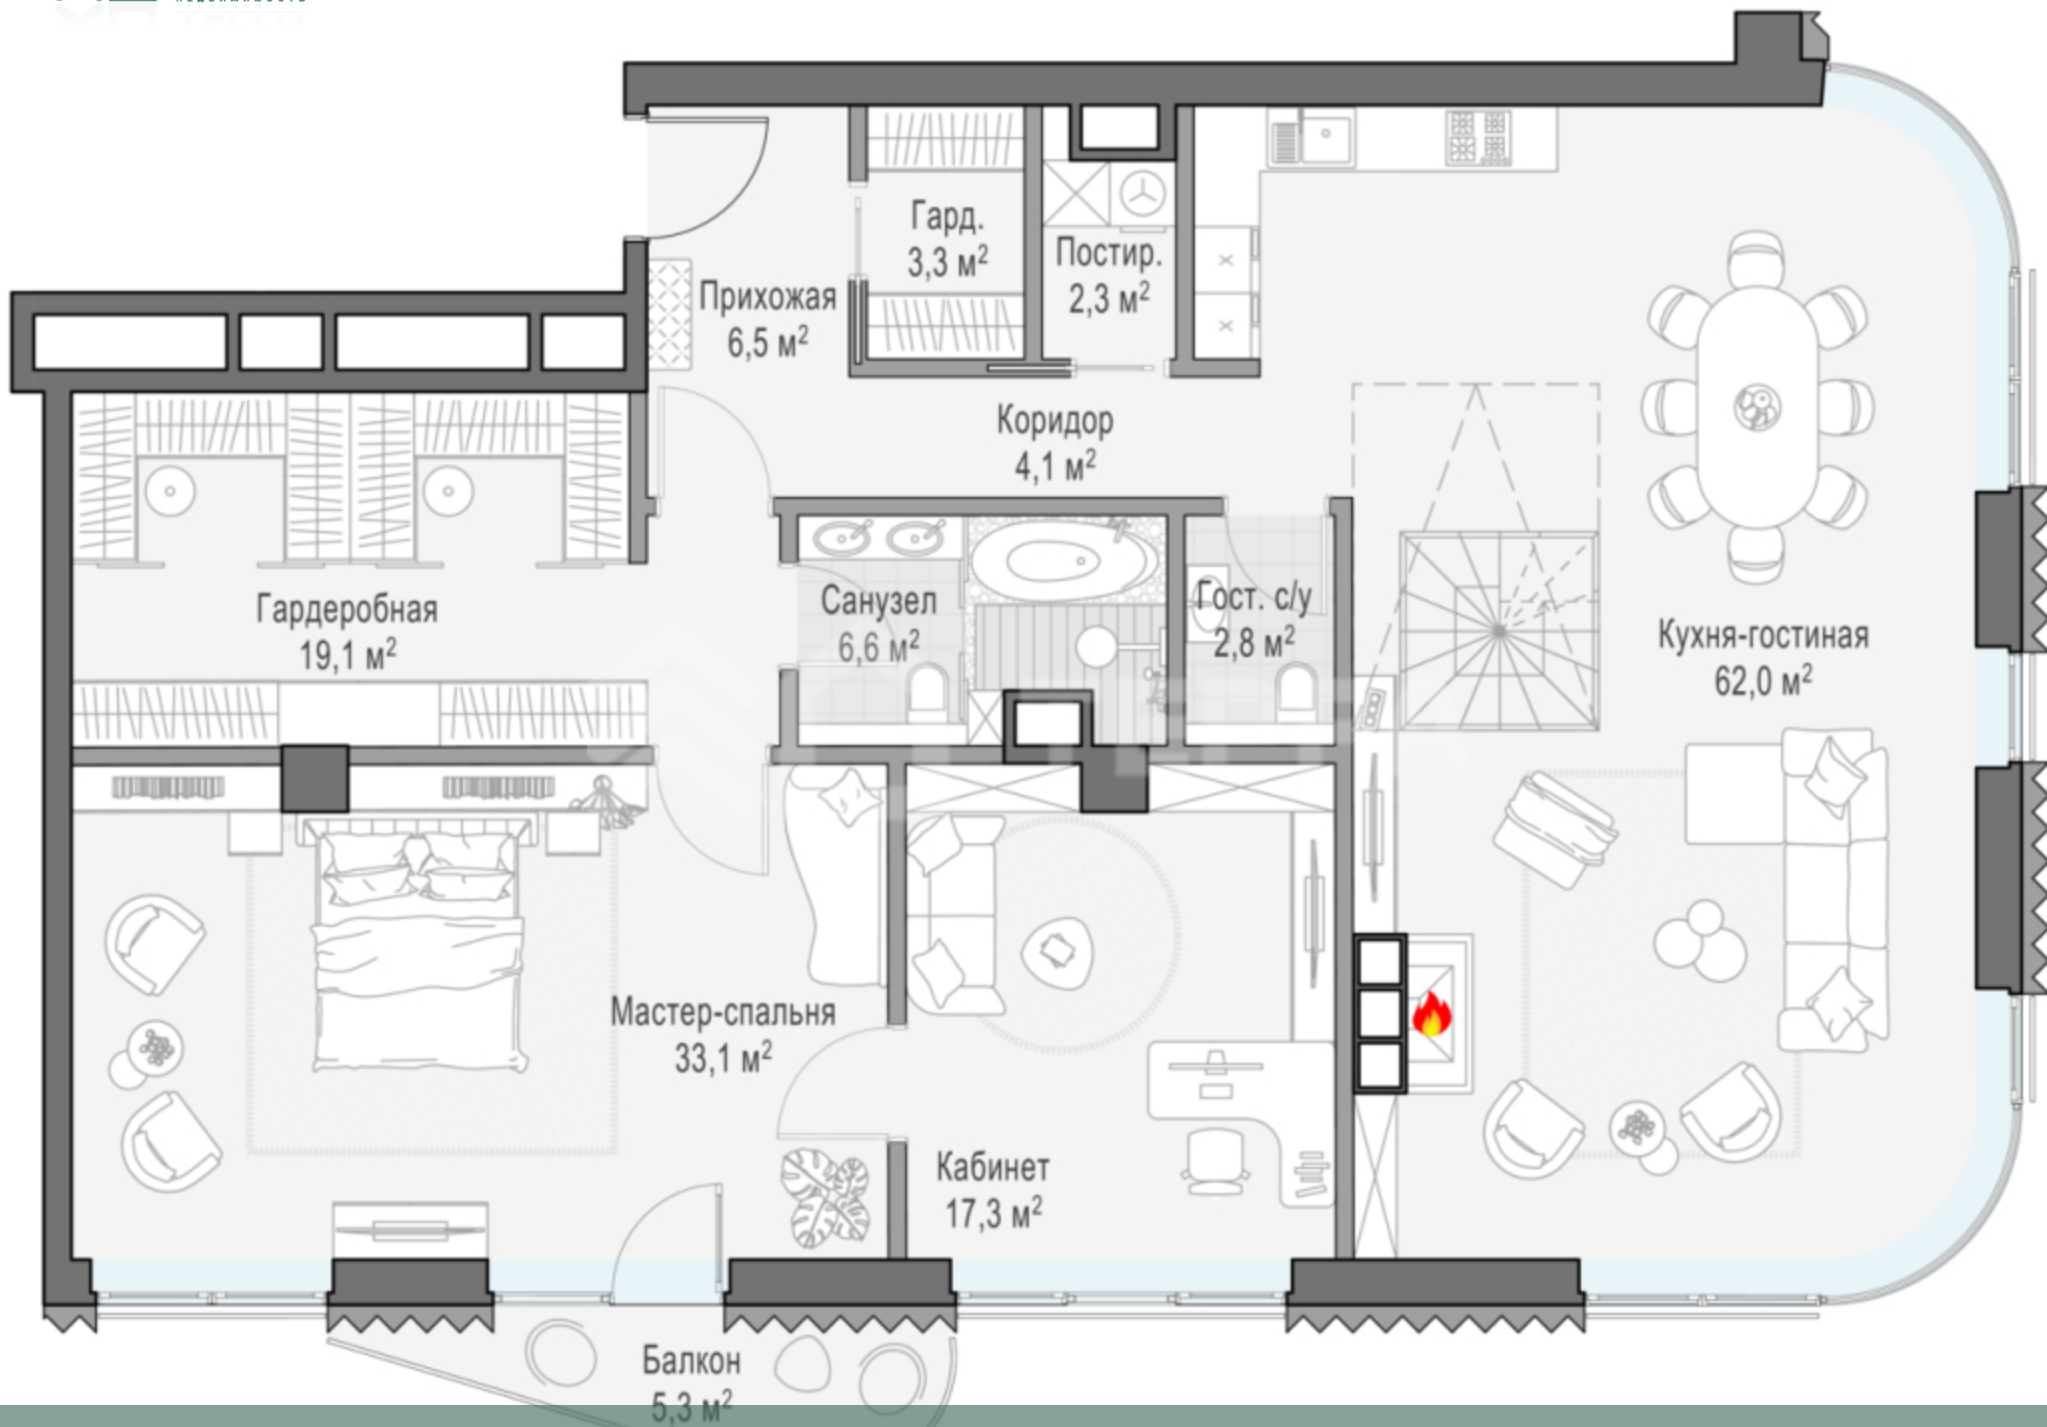 Гард.
3,3 м²
Постир.
2,3 м²
Прихожая
6,5 м²
Коридор
4,1 м²
Гардеробная
19,1 м²
Санузел
6,6 м²
Гост. с/у
2,8 м²
Кухня-гостиная
62,0 м²
Мастер-спальня
33,1 м²
Кабинет
17,3 м²
Балкон
5,3 м²